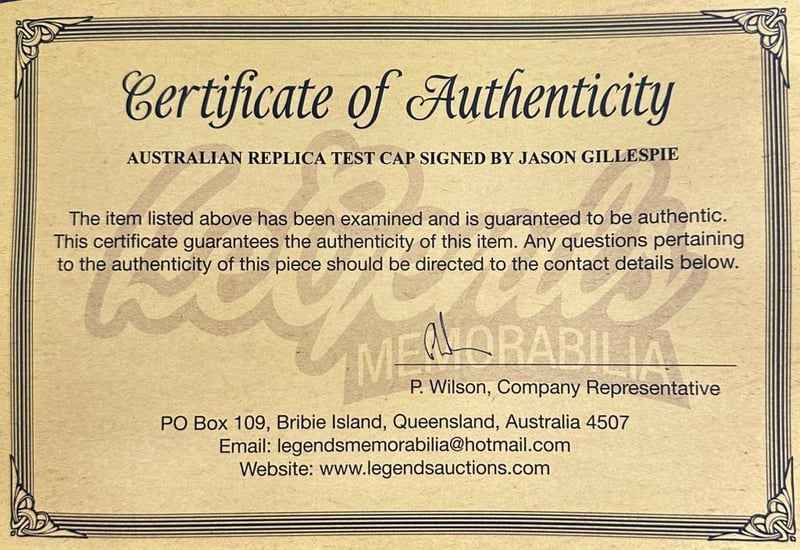 Certificate of Authenticity
AUSTRALIAN REPLICA TEST CAP SIGNED BY JASON GILLESPIE
The item listed above has been examined and is guaranteed to be authentic.
This certificate guarantees the authenticity of this item. Any questions pertaining
to the authenticity of this piece should be directed to the contact details below.
Legends
MEMORABILIA
P. Wilson, Company Representative
PO Box 109, Bribie Island, Queensland, Australia 4507
Email: legendsmemorabilia@hotmail.com
Website: www.legendsauctions.com